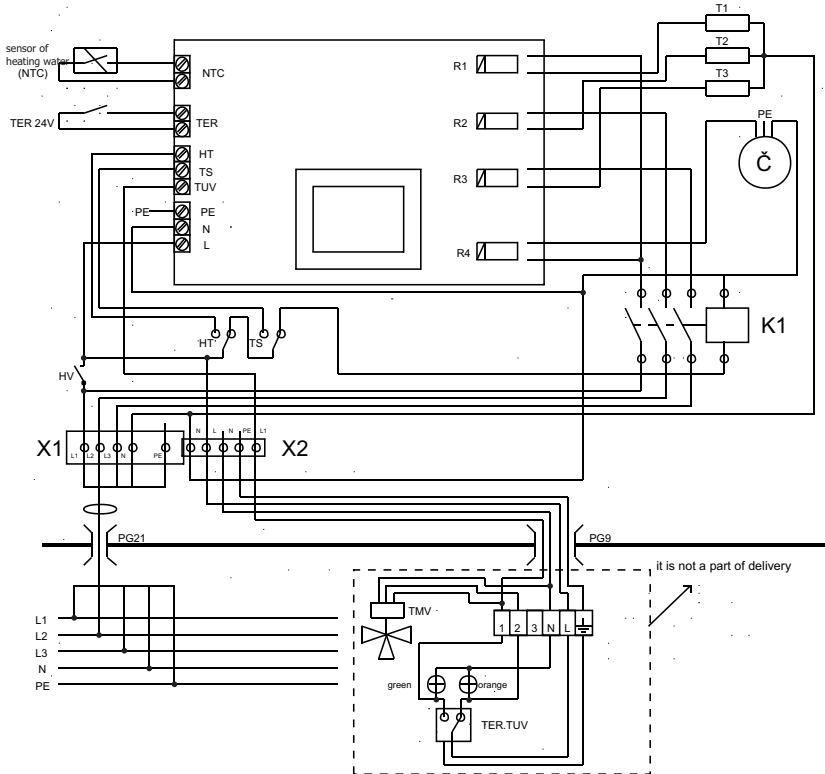 T1
sensor of
heating water
(NTC)
NTC
R1
T2
T3
TER 24V
TER
R2
PE
Č
HT
TS
TUV
R3
PE
PE
N
L
R4
K1
HT
TS
HV
X1
L1
L2
L3
N
PE
N
L
N
PE
L1
X2
PG21
PG9
it is not a part of delivery
TMV
L1
L2
L3
N
PE
1
2
3
N
L
green
orange
TER.TUV